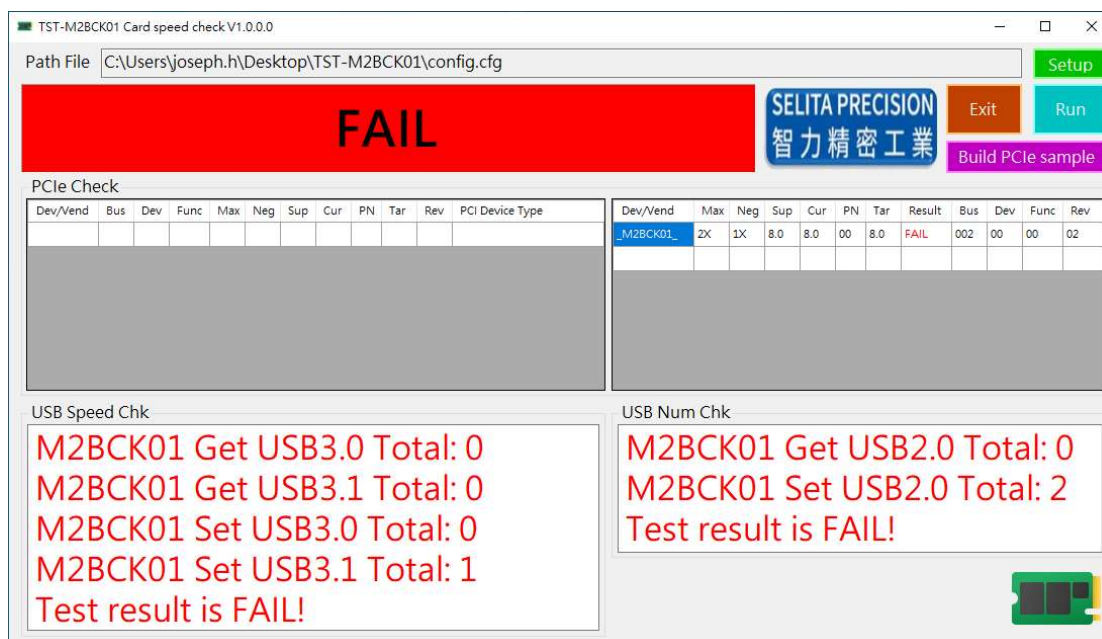 TST-M2BCK01 Card speed check V1.0.0.0
Path File C:\Users\joseph.h\Desktop\TST-M2BCK01\config.cfg
Setup
FAIL
SELITA PRECISION
智力精密工業
Exit
Run
Build PCIe sample
PCIe Check
Dev/Vend Bus Dev Func Max Neg Sup Cur PN Tar Rev PCI Device Type
Dev/Vend Max Neg Sup Cur PN Tar Result Bus Dev Func Rev
_M2BCK01_ 2X 1X 8.0 8.0 00 8.0 FAIL 002 00 00 02
USB Speed Chk
M2BCK01 Get USB3.0 Total: 0
M2BCK01 Get USB3.1 Total: 0
M2BCK01 Set USB3.0 Total: 0
M2BCK01 Set USB3.1 Total: 1
Test result is FAIL!
USB Num Chk
M2BCK01 Get USB2.0 Total: 0
M2BCK01 Set USB2.0 Total: 2
Test result is FAIL!